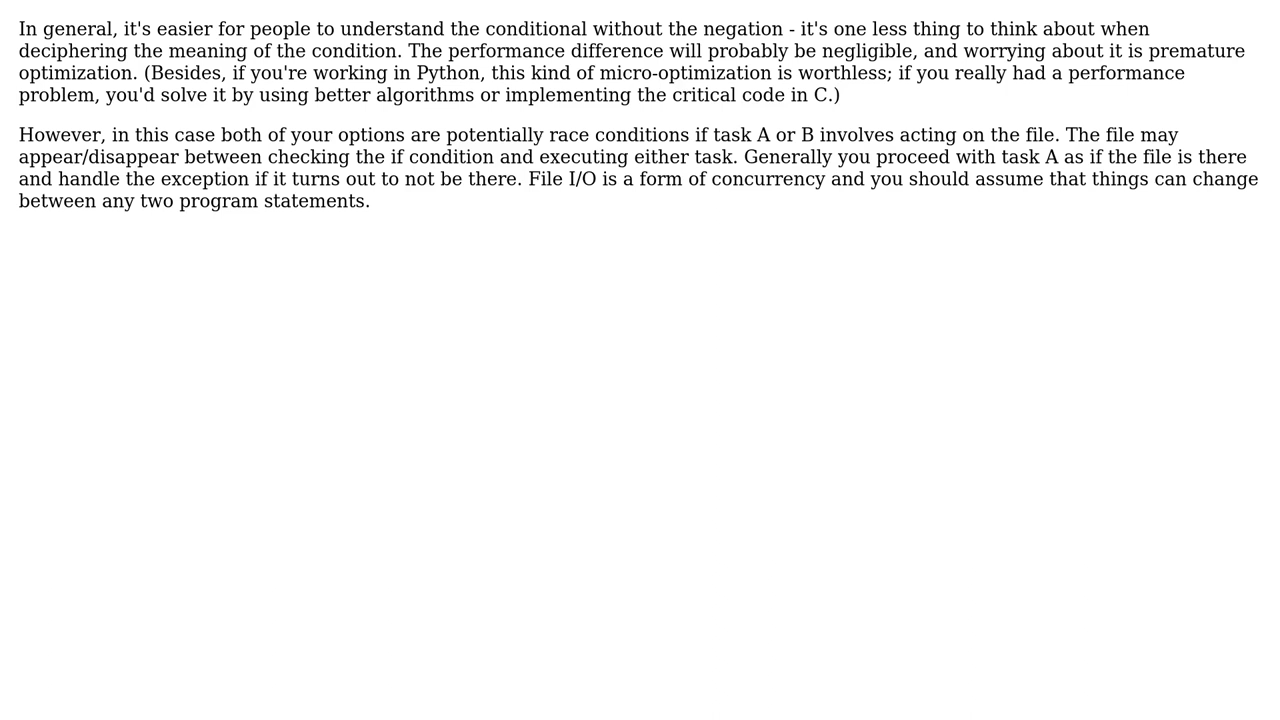 In general, it's easier for people to understand the conditional without the negation - it's one less thing to think about when
deciphering the meaning of the condition. The performance difference will probably be negligible, and worrying about it is premature
optimization. (Besides, if you're working in Python, this kind of micro-optimization is worthless; if you really had a performance
problem, you'd solve it by using better algorithms or implementing the critical code in C.)
However, in this case both of your options are potentially race conditions if task A or B involves acting on the file. The file may
appear/disappear between checking the if condition and executing either task. Generally you proceed with task A as if the file is there
and handle the exception if it turns out to not be there. File I/O is a form of concurrency and you should assume that things can change
between any two program statements.